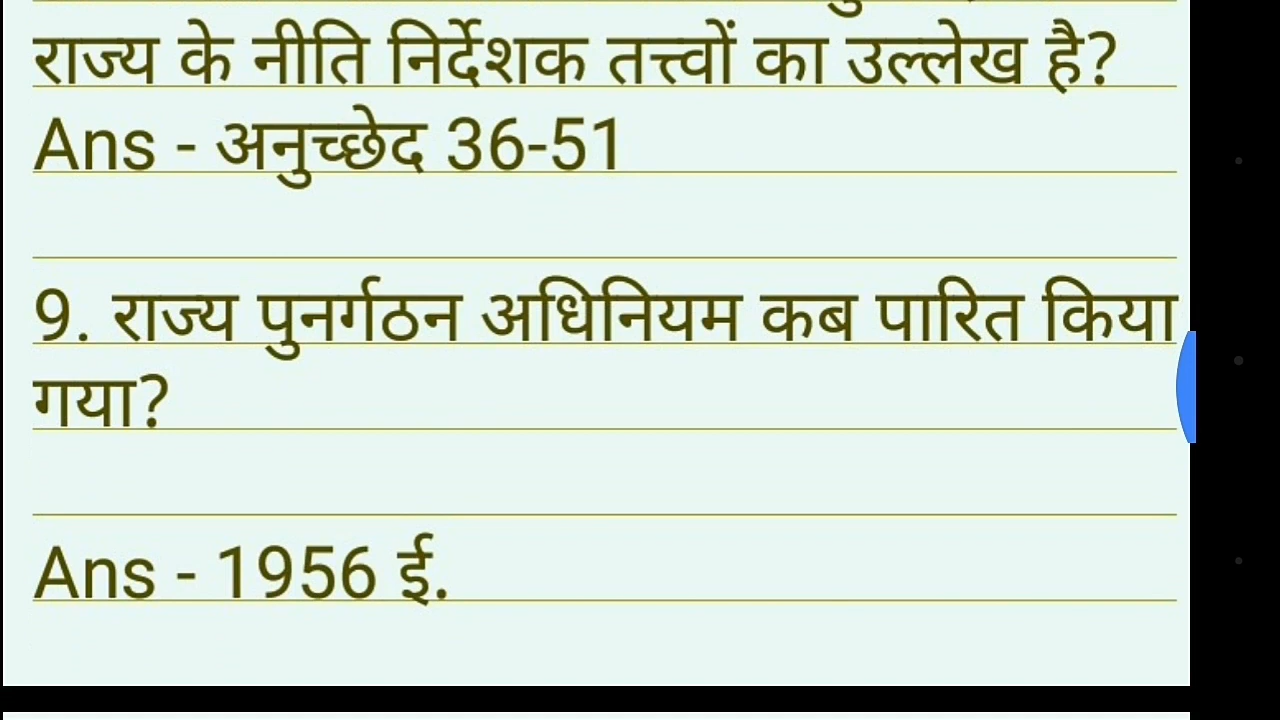 राज्य के नीति निर्देशक तत्त्वों का उल्लेख है?
Ans - अनुच्छेद 36-51
9. राज्य पुनर्गठन अधिनियम कब पारित किया
गया?
Ans - 1956 ई.